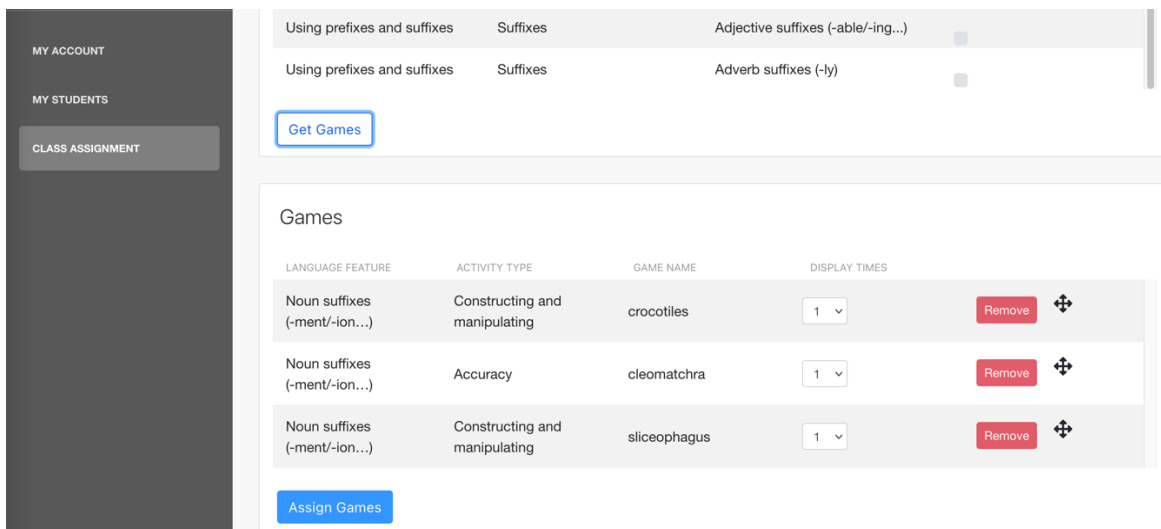 MY ACCOUNT
MY STUDENTS
CLASS ASSIGNMENT
Using prefixes and suffixes Suffixes Adjective suffixes (-able/-ing...)
Using prefixes and suffixes Suffixes Adverb suffixes (-ly)
Get Games
Games
LANGUAGE FEATURE ACTIVITY TYPE GAME NAME DISPLAY TIMES
Noun suffixes
(-ment/-ion...)
Constructing and
manipulating
crocotiles
1
Remove
Noun suffixes
(-ment/-ion...)
Accuracy
cleomatchra
1
Remove
Noun suffixes
(-ment/-ion...)
Constructing and
manipulating
sliceophagus
1
Remove
Assign Games